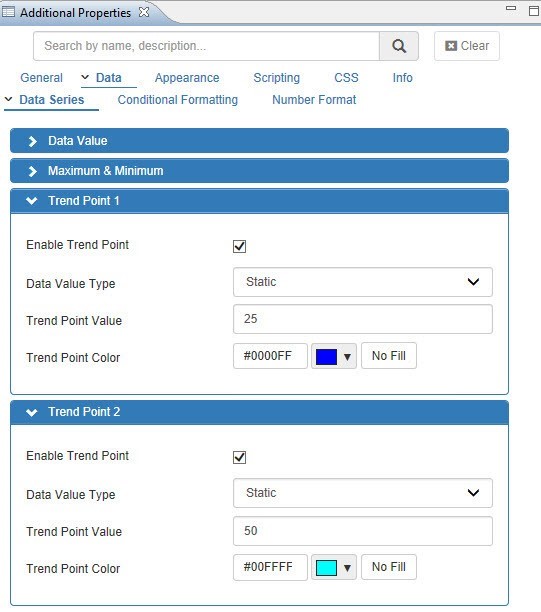 Additional Properties
Search by name, description...
Clear
General Data Appearance Scripting CSS Info
Data Series Conditional Formatting Number Format
Data Value
Maximum & Minimum
Trend Point 1
Enable Trend Point
Data Value Type Static
Trend Point Value 25
Trend Point Color #0000FF No Fill
Trend Point 2
Enable Trend Point
Data Value Type Static
Trend Point Value 50
Trend Point Color #00FFFF No Fill